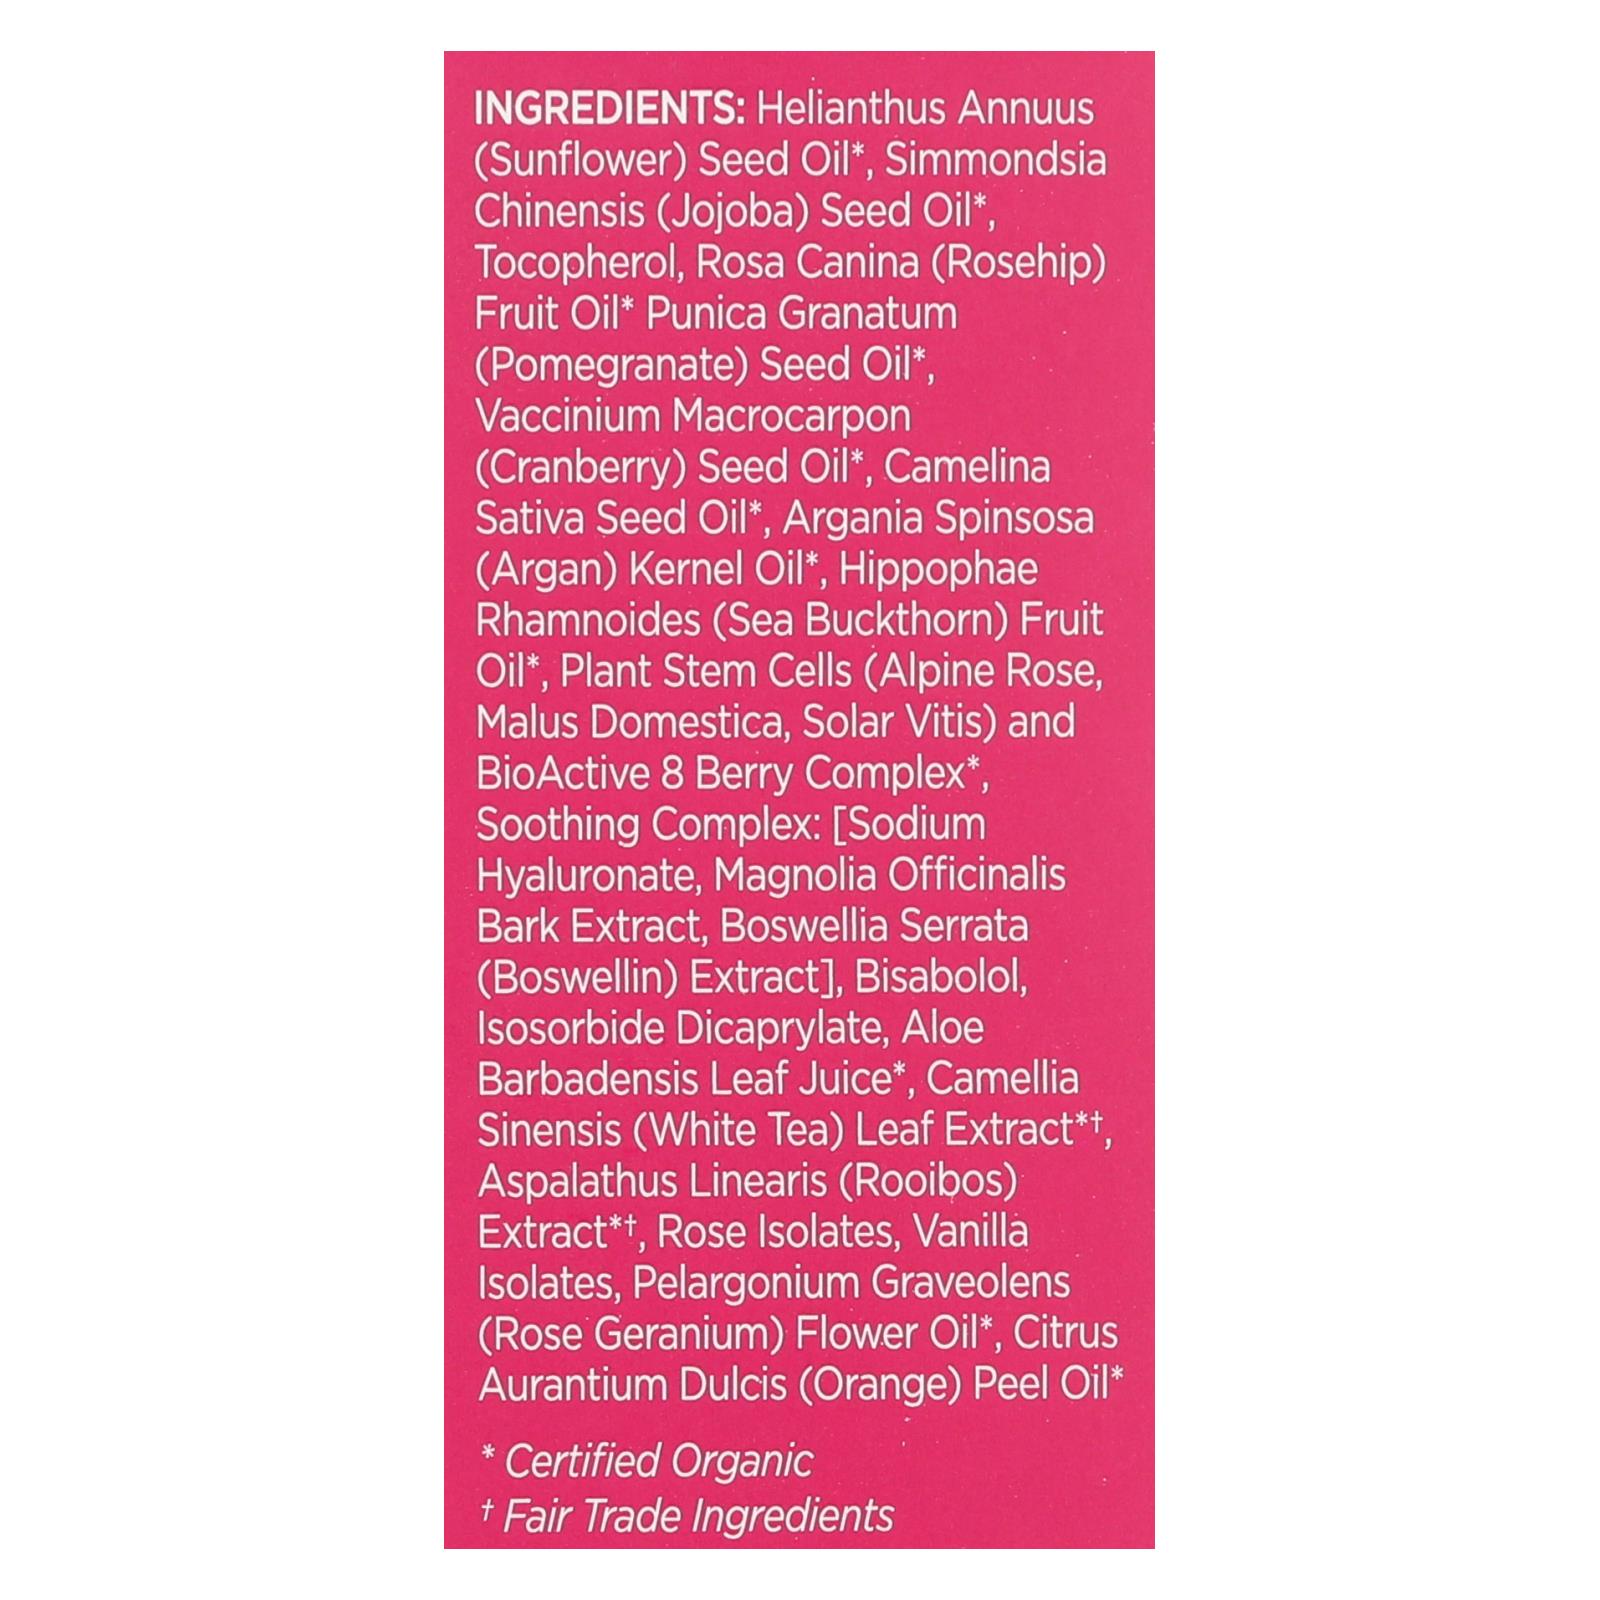 INGREDIENTS: Helianthus Annuus
(Sunflower) Seed Oil*, Simmondsia
Chinensis (Jojoba) Seed Oil*,
Tocopherol, Rosa Canina (Rosehip)
Fruit Oil* Punica Granatum
(Pomegranate) Seed Oil*,
Vaccinium Macrocarpon
(Cranberry) Seed Oil*, Camelina
Sativa Seed Oil*, Argania Spinsosa
(Argan) Kernel Oil*, Hippophae
Rhamnoides (Sea Buckthorn) Fruit
Oil*, Plant Stem Cells (Alpine Rose,
Malus Domestica, Solar Vitis) and
BioActive 8 Berry Complex*,
Soothing Complex: [Sodium
Hyaluronate, Magnolia Officinalis
Bark Extract, Boswellia Serrata
(Boswellin) Extract], Bisabolol,
Isosorbide Dicaprylate, Aloe
Barbadensis Leaf Juice*, Camellia
Sinensis (White Tea) Leaf Extract*†,
Aspalathus Linearis (Rooibos)
Extract*†, Rose Isolates, Vanilla
Isolates, Pelargonium Graveolens
(Rose Geranium) Flower Oil*, Citrus
Aurantium Dulcis (Orange) Peel Oil*
* Certified Organic
† Fair Trade Ingredients